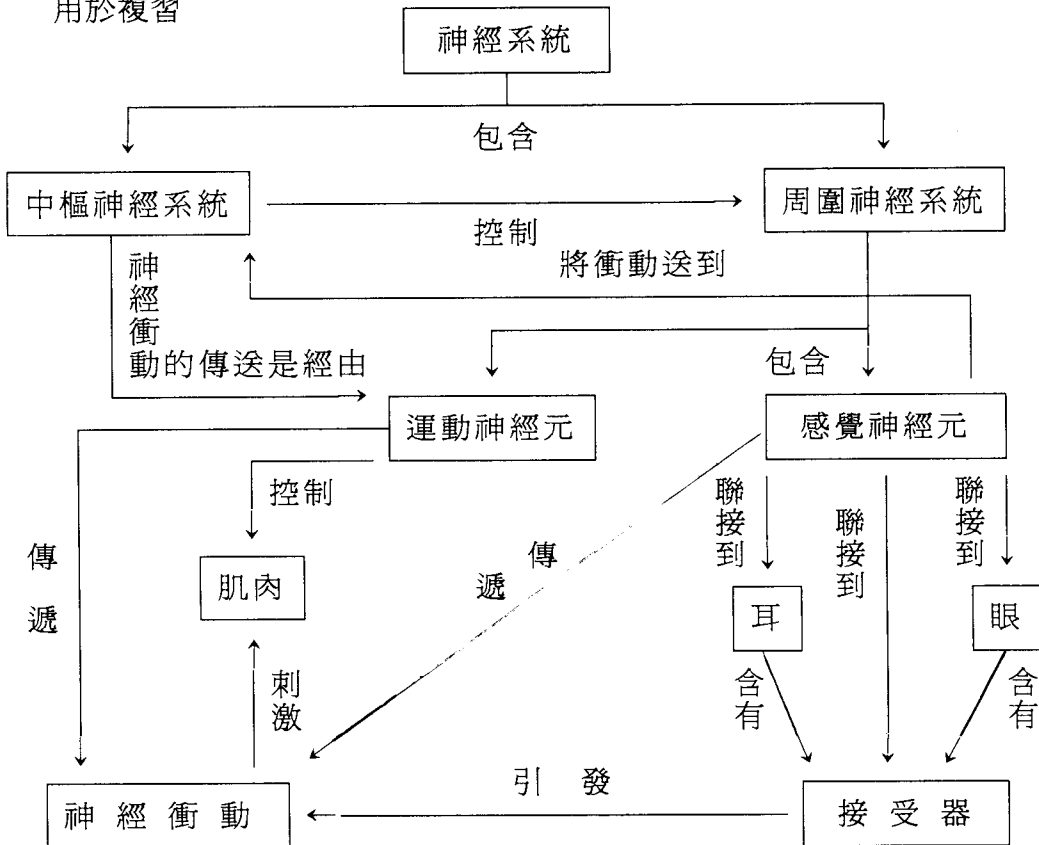 用於複習
神經系統
包含
中樞神經系統
周圍神經系統
控制
將衝動送到
神經衝
動的傳送是經由
包含
運動神經元
感覺神經元
控制
聯接到
聯接到
聯接到
傳遞
傳遞
肌肉
耳
眼
刺激
含有
含有
引發
神經衝動
接受器